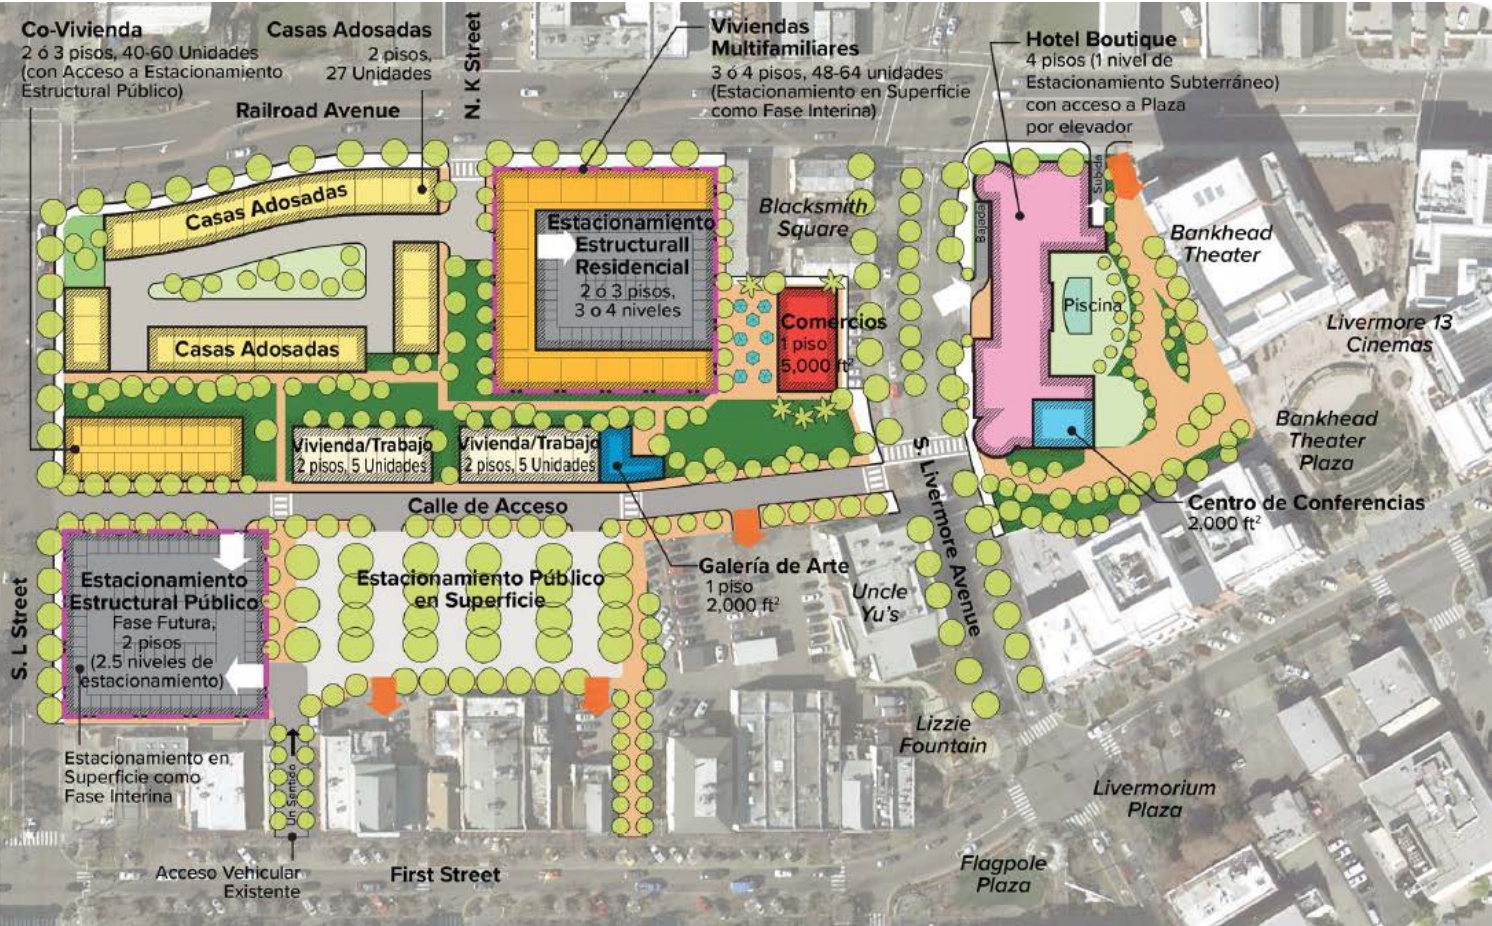 Co-Vivienda
2 ó 3 pisos, 40-60 Unidades
(con Acceso a Estacionamiento
Estructural Público)
Casas Adosadas
2 pisos,
27 Unidades
Railroad Avenue
N. K Street
Viviendas
Multifamiliares
3 ó 4 pisos, 48-64 unidades
(Estacionamiento en Superficie
como Fase Interina)
Hotel Boutique
4 pisos (1 nivel de
Estacionamiento Subterráneo)
con acceso a Plaza
por elevador
Casas Adosadas
Estacionamiento
Estructurall
Residencial
2 ó 3 pisos,
3 o 4 niveles
Blacksmith
Square
Bajada
Subida
Bankhead
Theater
Piscina
Comercios
1 piso
5,000 ft²
Livermore 13
Cinemas
Casas Adosadas
Bankhead
Theater
Plaza
Vivienda/Trabajo
2 pisos, 5 Unidades
Vivienda/Trabajo
2 pisos, 5 Unidades
S. Livermore Avenue
Centro de Conferencias
2,000 ft²
Calle de Acceso
Galería de Arte
1 piso
2,000 ft²
Uncle
Yu's
S. L Street
Estacionamiento
Estructural Público
Fase Futura,
2 pisos
(2.5 niveles de
estacionamiento)
Estacionamiento Público
en Superficie
Lizzie
Fountain
Estacionamiento en
Superficie como
Fase Interina
Un Sentido
Livermorium
Plaza
Acceso Vehicular
Existente
First Street
Flagpole
Plaza